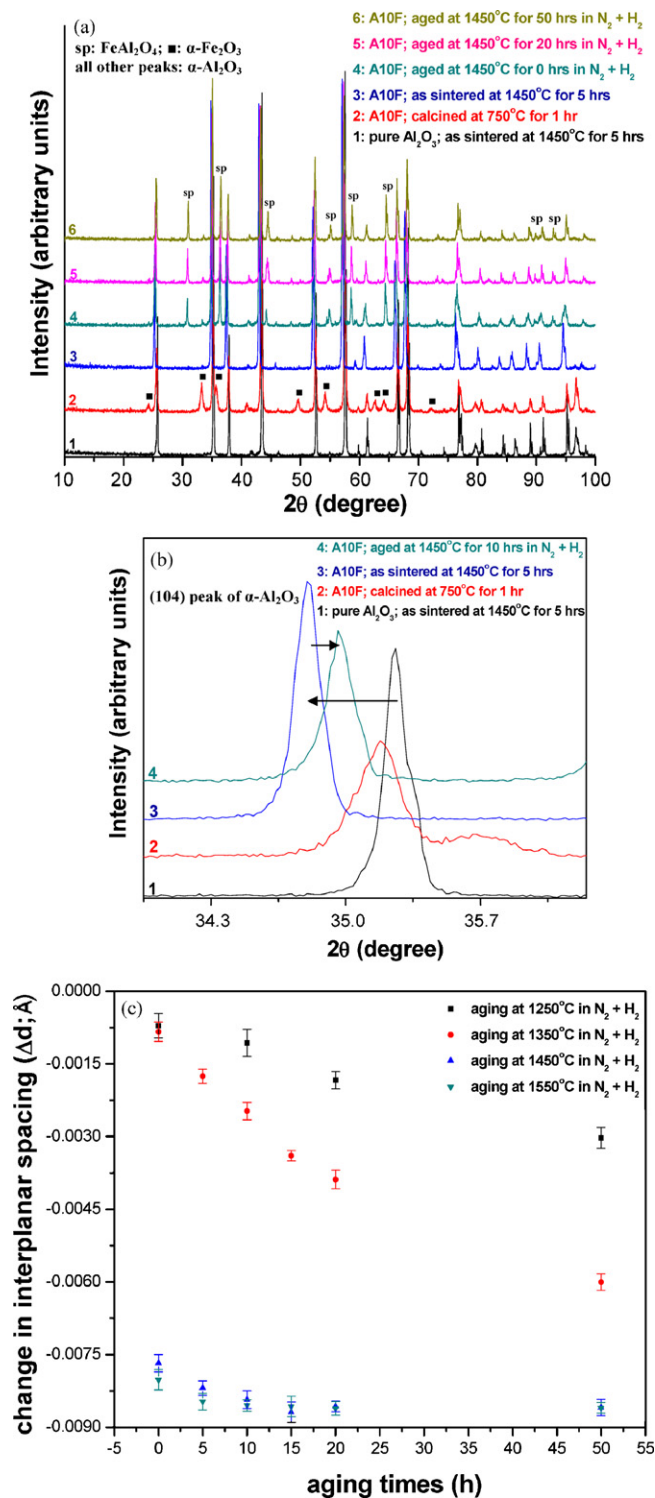 (a)
6: A10F; aged at 1450°C for 50 hrs in N₂ + H₂
sp: FeAl₂O₄; ■: α-Fe₂O₃
5: A10F; aged at 1450°C for 20 hrs in N₂ + H₂
all other peaks: α-Al₂O₃
4: A10F; aged at 1450°C for 0 hrs in N₂ + H₂
3: A10F; as sintered at 1450°C for 5 hrs
2: A10F; calcined at 750°C for 1 hr
1: pure Al₂O₃; as sintered at 1450°C for 5 hrs
sp sp sp sp sp sp sp sp
6
5
4
3
2
1
Intensity (arbitrary units)
10 20 30 40 50 60 70 80 90 100
2θ (degree)
(b)
4: A10F; aged at 1450°C for 10 hrs in N₂ + H₂
3: A10F; as sintered at 1450°C for 5 hrs
(104) peak of α-Al₂O₃
2: A10F; calcined at 750°C for 1 hr
1: pure Al₂O₃; as sintered at 1450°C for 5 hrs
4
3
2
1
Intensity (arbitrary units)
34.3 35.0 35.7
2θ (degree)
(c)
aging at 1250°C in N₂ + H₂
aging at 1350°C in N₂ + H₂
aging at 1450°C in N₂ + H₂
aging at 1550°C in N₂ + H₂
0.0000
-0.0015
-0.0030
-0.0045
-0.0060
-0.0075
-0.0090
change in interplanar spacing (Δd; Å)
-5 0 5 10 15 20 25 30 35 40 45 50 55
aging times (h)